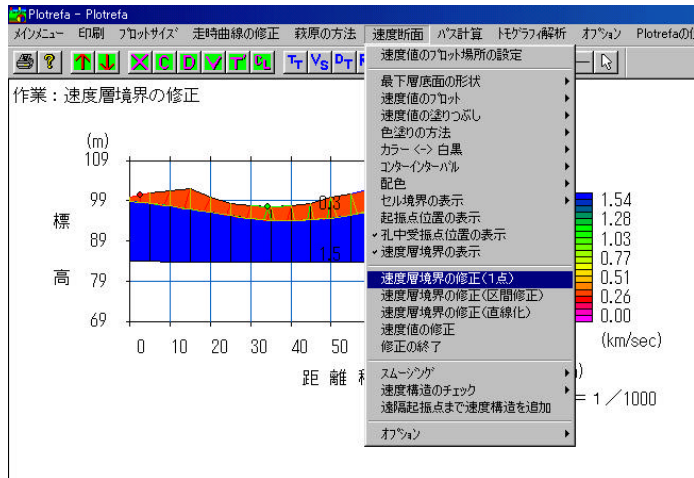 Plotrefa - Plotrefa
メインメニュー 印刷 プロットサイズ 走時曲線の修正 萩原の方法 速度断面 パス計算 トモグラフィ解析 オプション Plotrefaの
TT VS DT
作業：速度層境界の修正
速度値のプロット場所の設定
最下層底面の形状
速度値のプロット
速度値の塗りつぶし
色塗りの方法
カラー <-> 白黒
コンターインターバル
配色
セル境界の表示
起振点位置の表示
孔中受振点位置の表示
速度層境界の表示
速度層境界の修正(1点)
速度層境界の修正(区間修正)
速度層境界の修正(直線化)
速度値の修正
修正の終了
スムージング
速度構造のチェック
遠隔起振点まで速度構造を追加
オプション
(m)
109
99
89
79
69
標
高
0.3
1.5
0 10 20 30 40 50
距 離
1.54
1.28
1.03
0.77
0.51
0.26
0.00
(km/sec)
)
= 1／1000